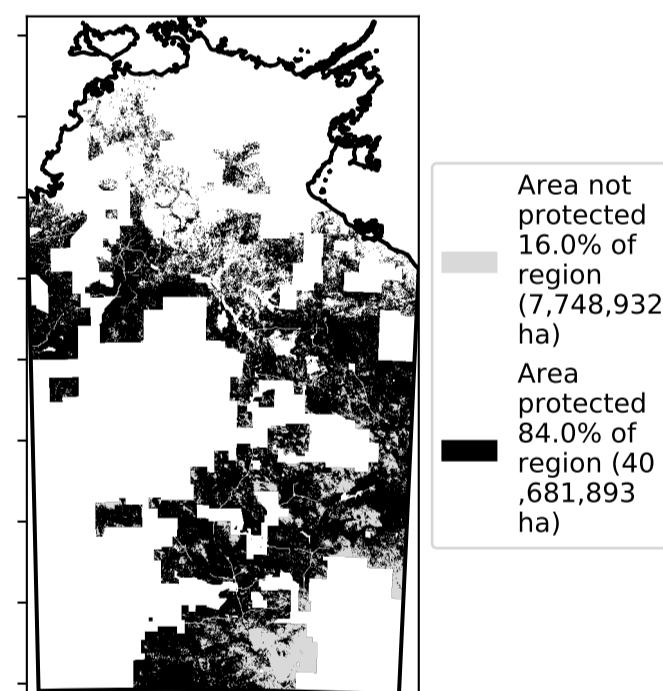 Area not
protected
16.0% of
region
(7,748,932
ha)
Area
protected
84.0% of
region (40
,681,893
ha)